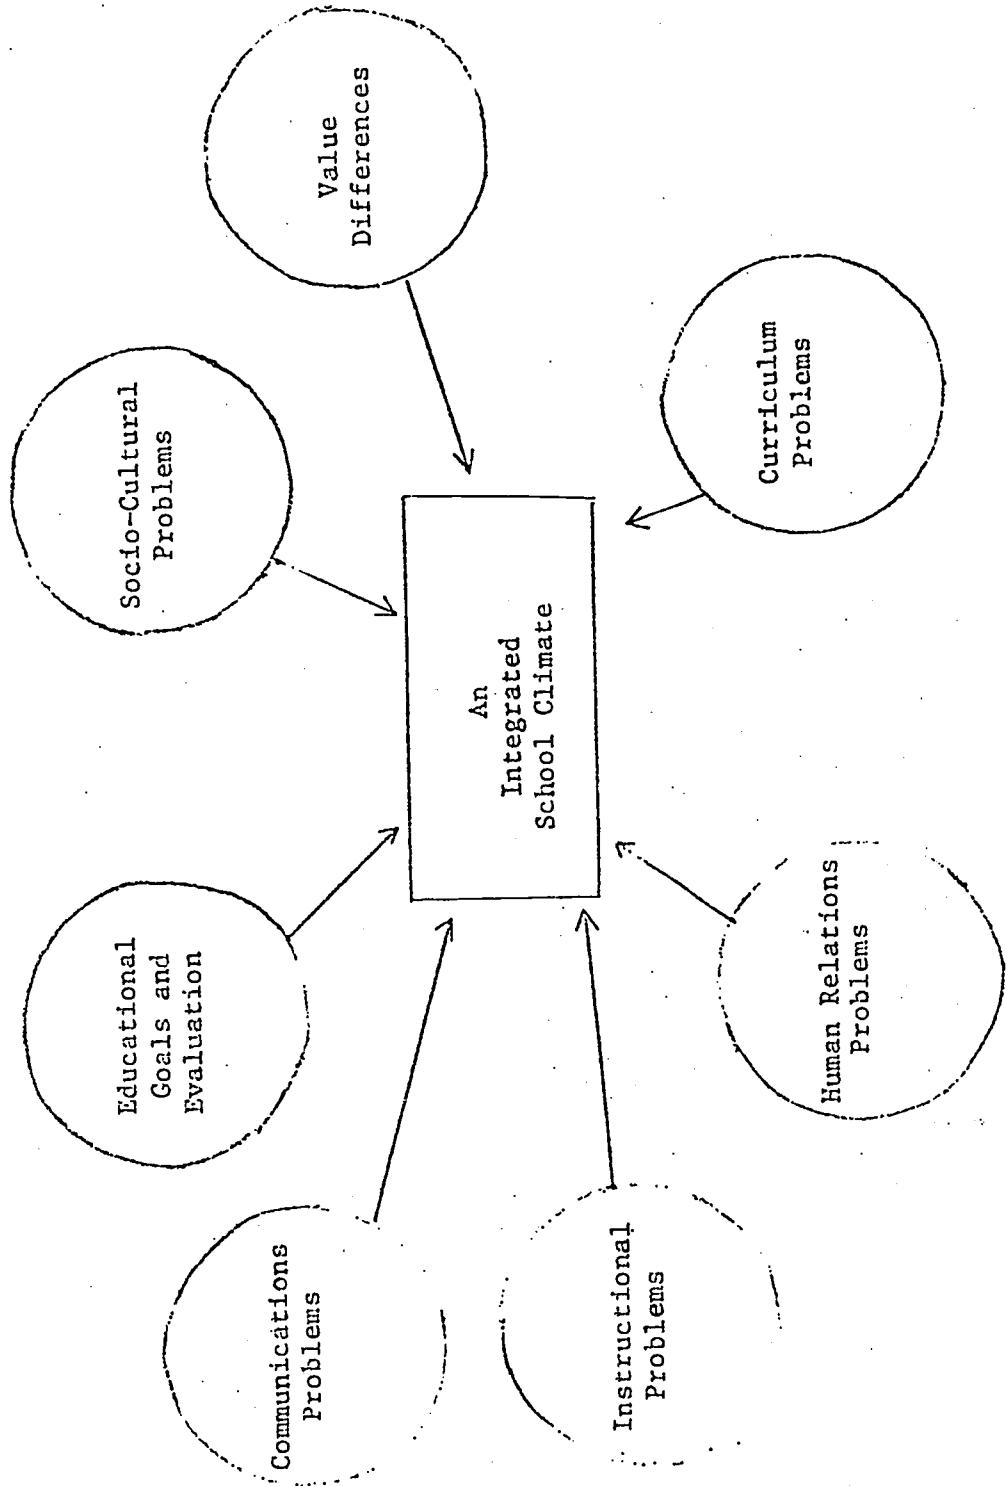 Value
Differences
Socio-Cultural
Problems
Educational
Goals and
Evaluation
Communications
Problems
An
Integrated
School Climate
Curriculum
Problems
Human Relations
Problems
Instructional
Problems